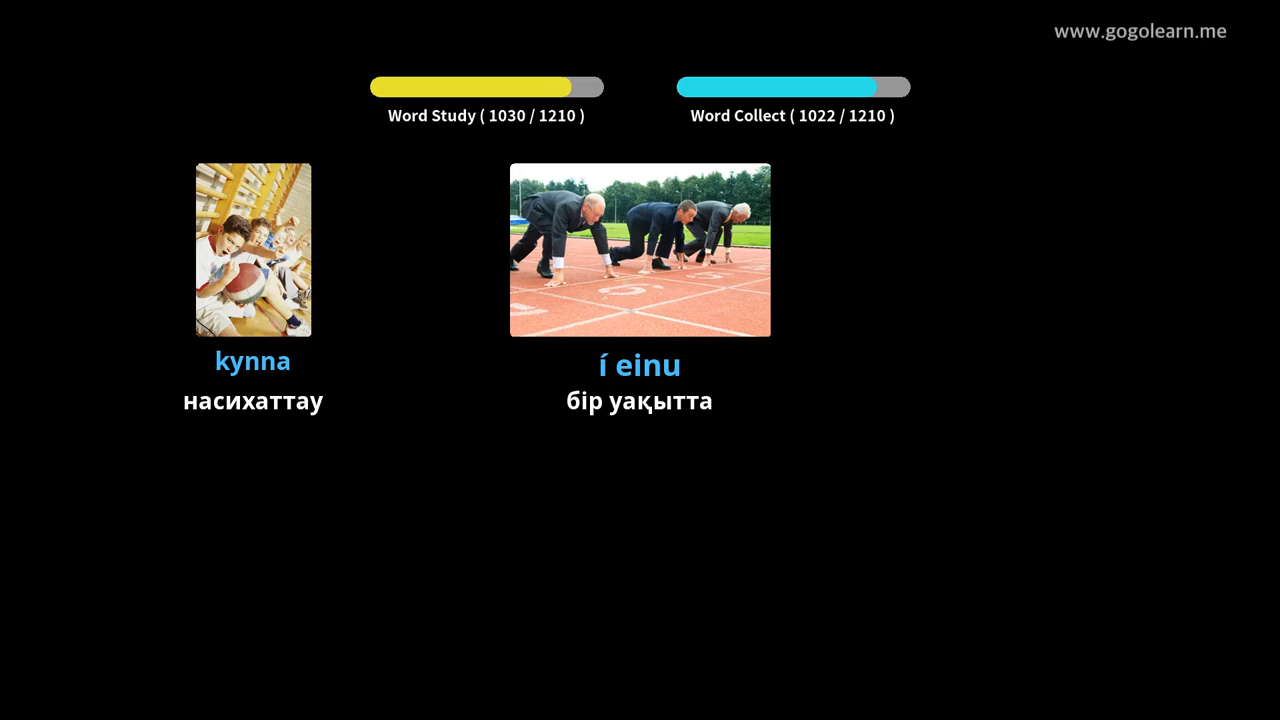 www.gogolearn.me
Word Study ( 1030 / 1210 )
Word Collect ( 1022 / 1210 )
kynna
насихаттау
í einu
бір уақытта